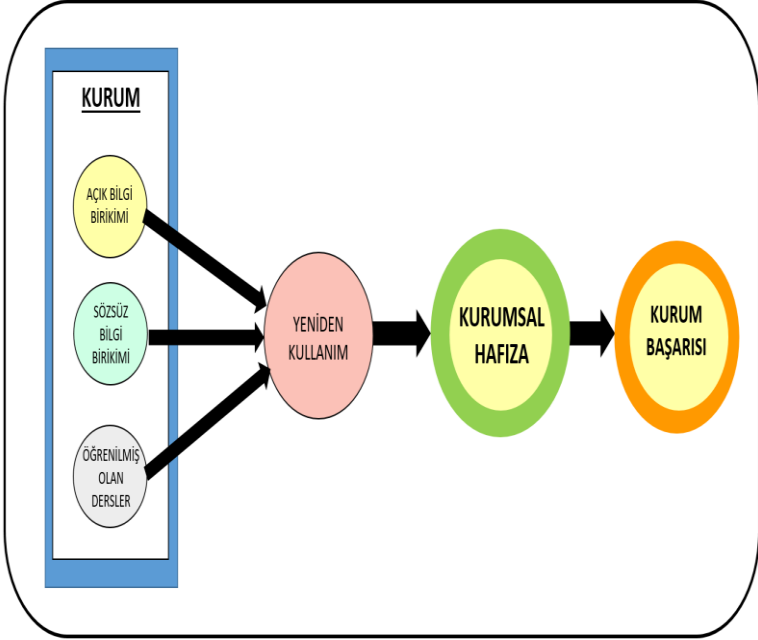 KURUM
AÇIK BİLGİ
BİRİKİMİ
SÖZSÜZ
BİLGİ
BİRİKİMİ
ÖĞRENİLMİŞ
OLAN
DERSLER
YENİDEN
KULLANIM
KURUMSAL
HAFIZA
KURUM
BAŞARISI